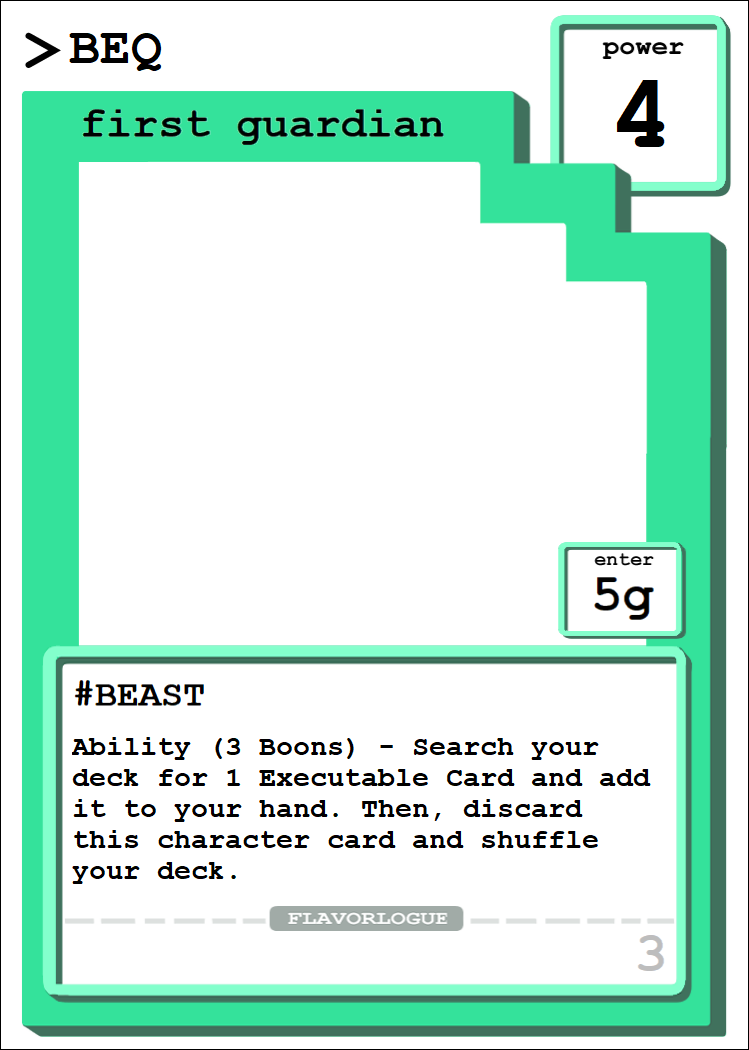 >BEQ
power
4
first guardian
enter
5g
#BEAST
Ability (3 Boons) - Search your
deck for 1 Executable Card and add
it to your hand. Then, discard
this character card and shuffle
your deck.
FLAVORLOGUE
3